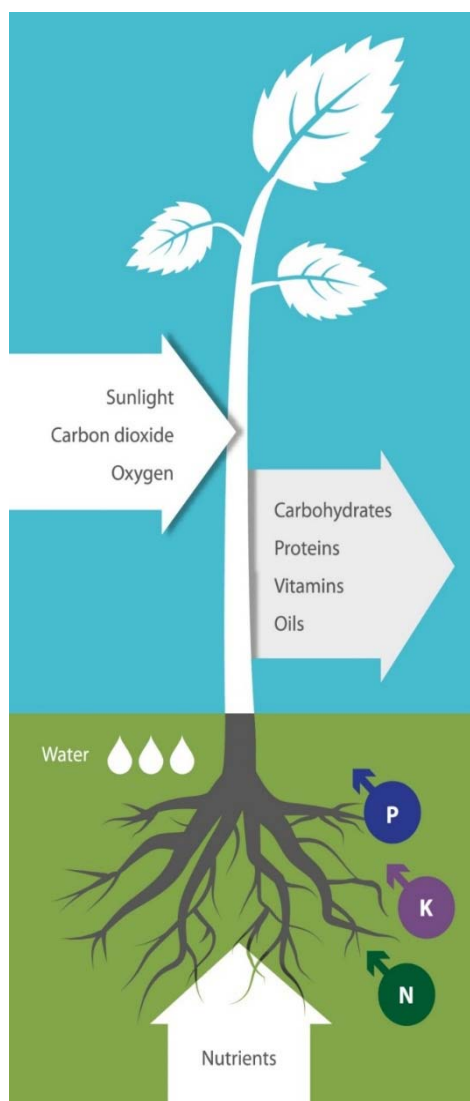 Sunlight
Carbon dioxide
Oxygen
Carbohydrates
Proteins
Vitamins
Oils
Water
P
K
N
Nutrients